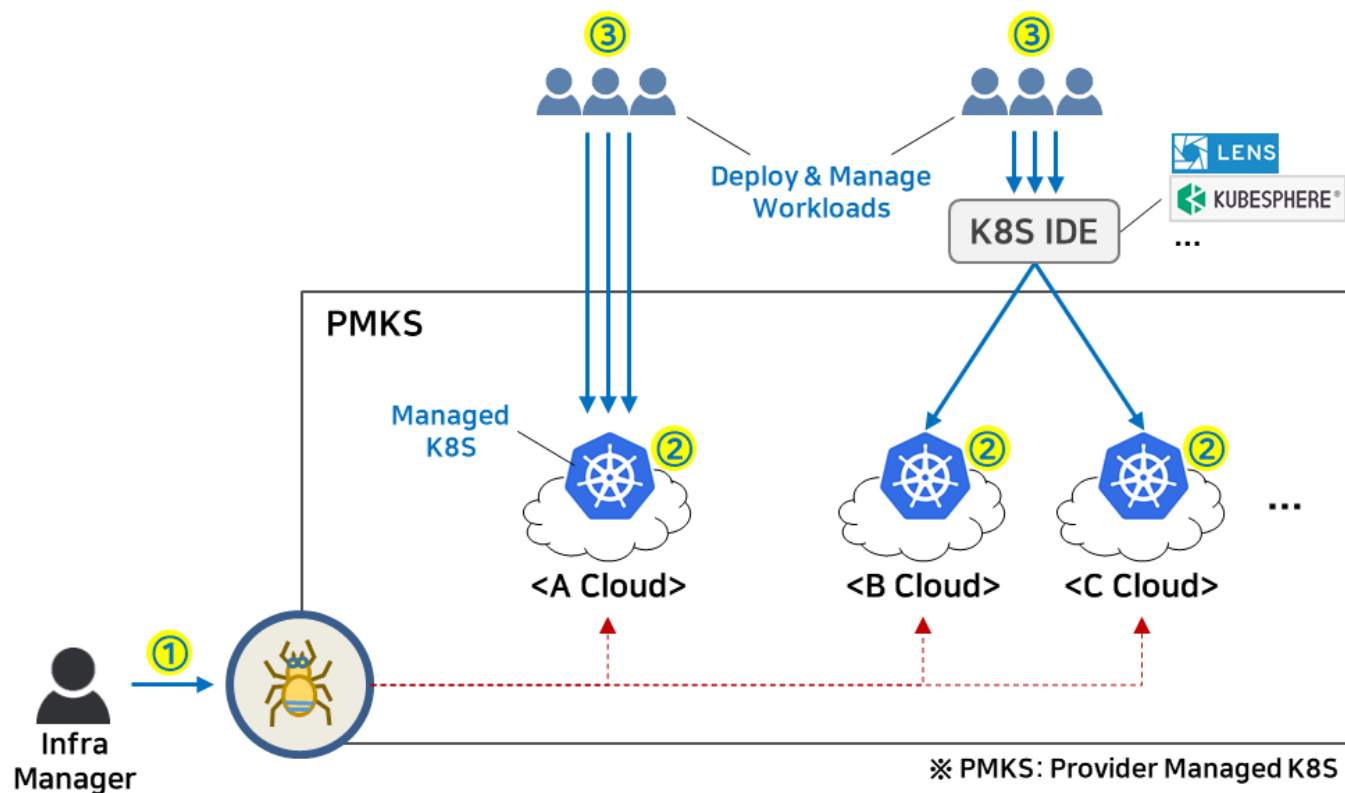 ③
③
LENS
KUBESPHERE®
...
Deploy & Manage
Workloads
K8S IDE
PMKS
Managed
K8S
②
②
②
...
<A Cloud>
<B Cloud>
<C Cloud>
①
Infra
Manager
※ PMKS: Provider Managed K8S